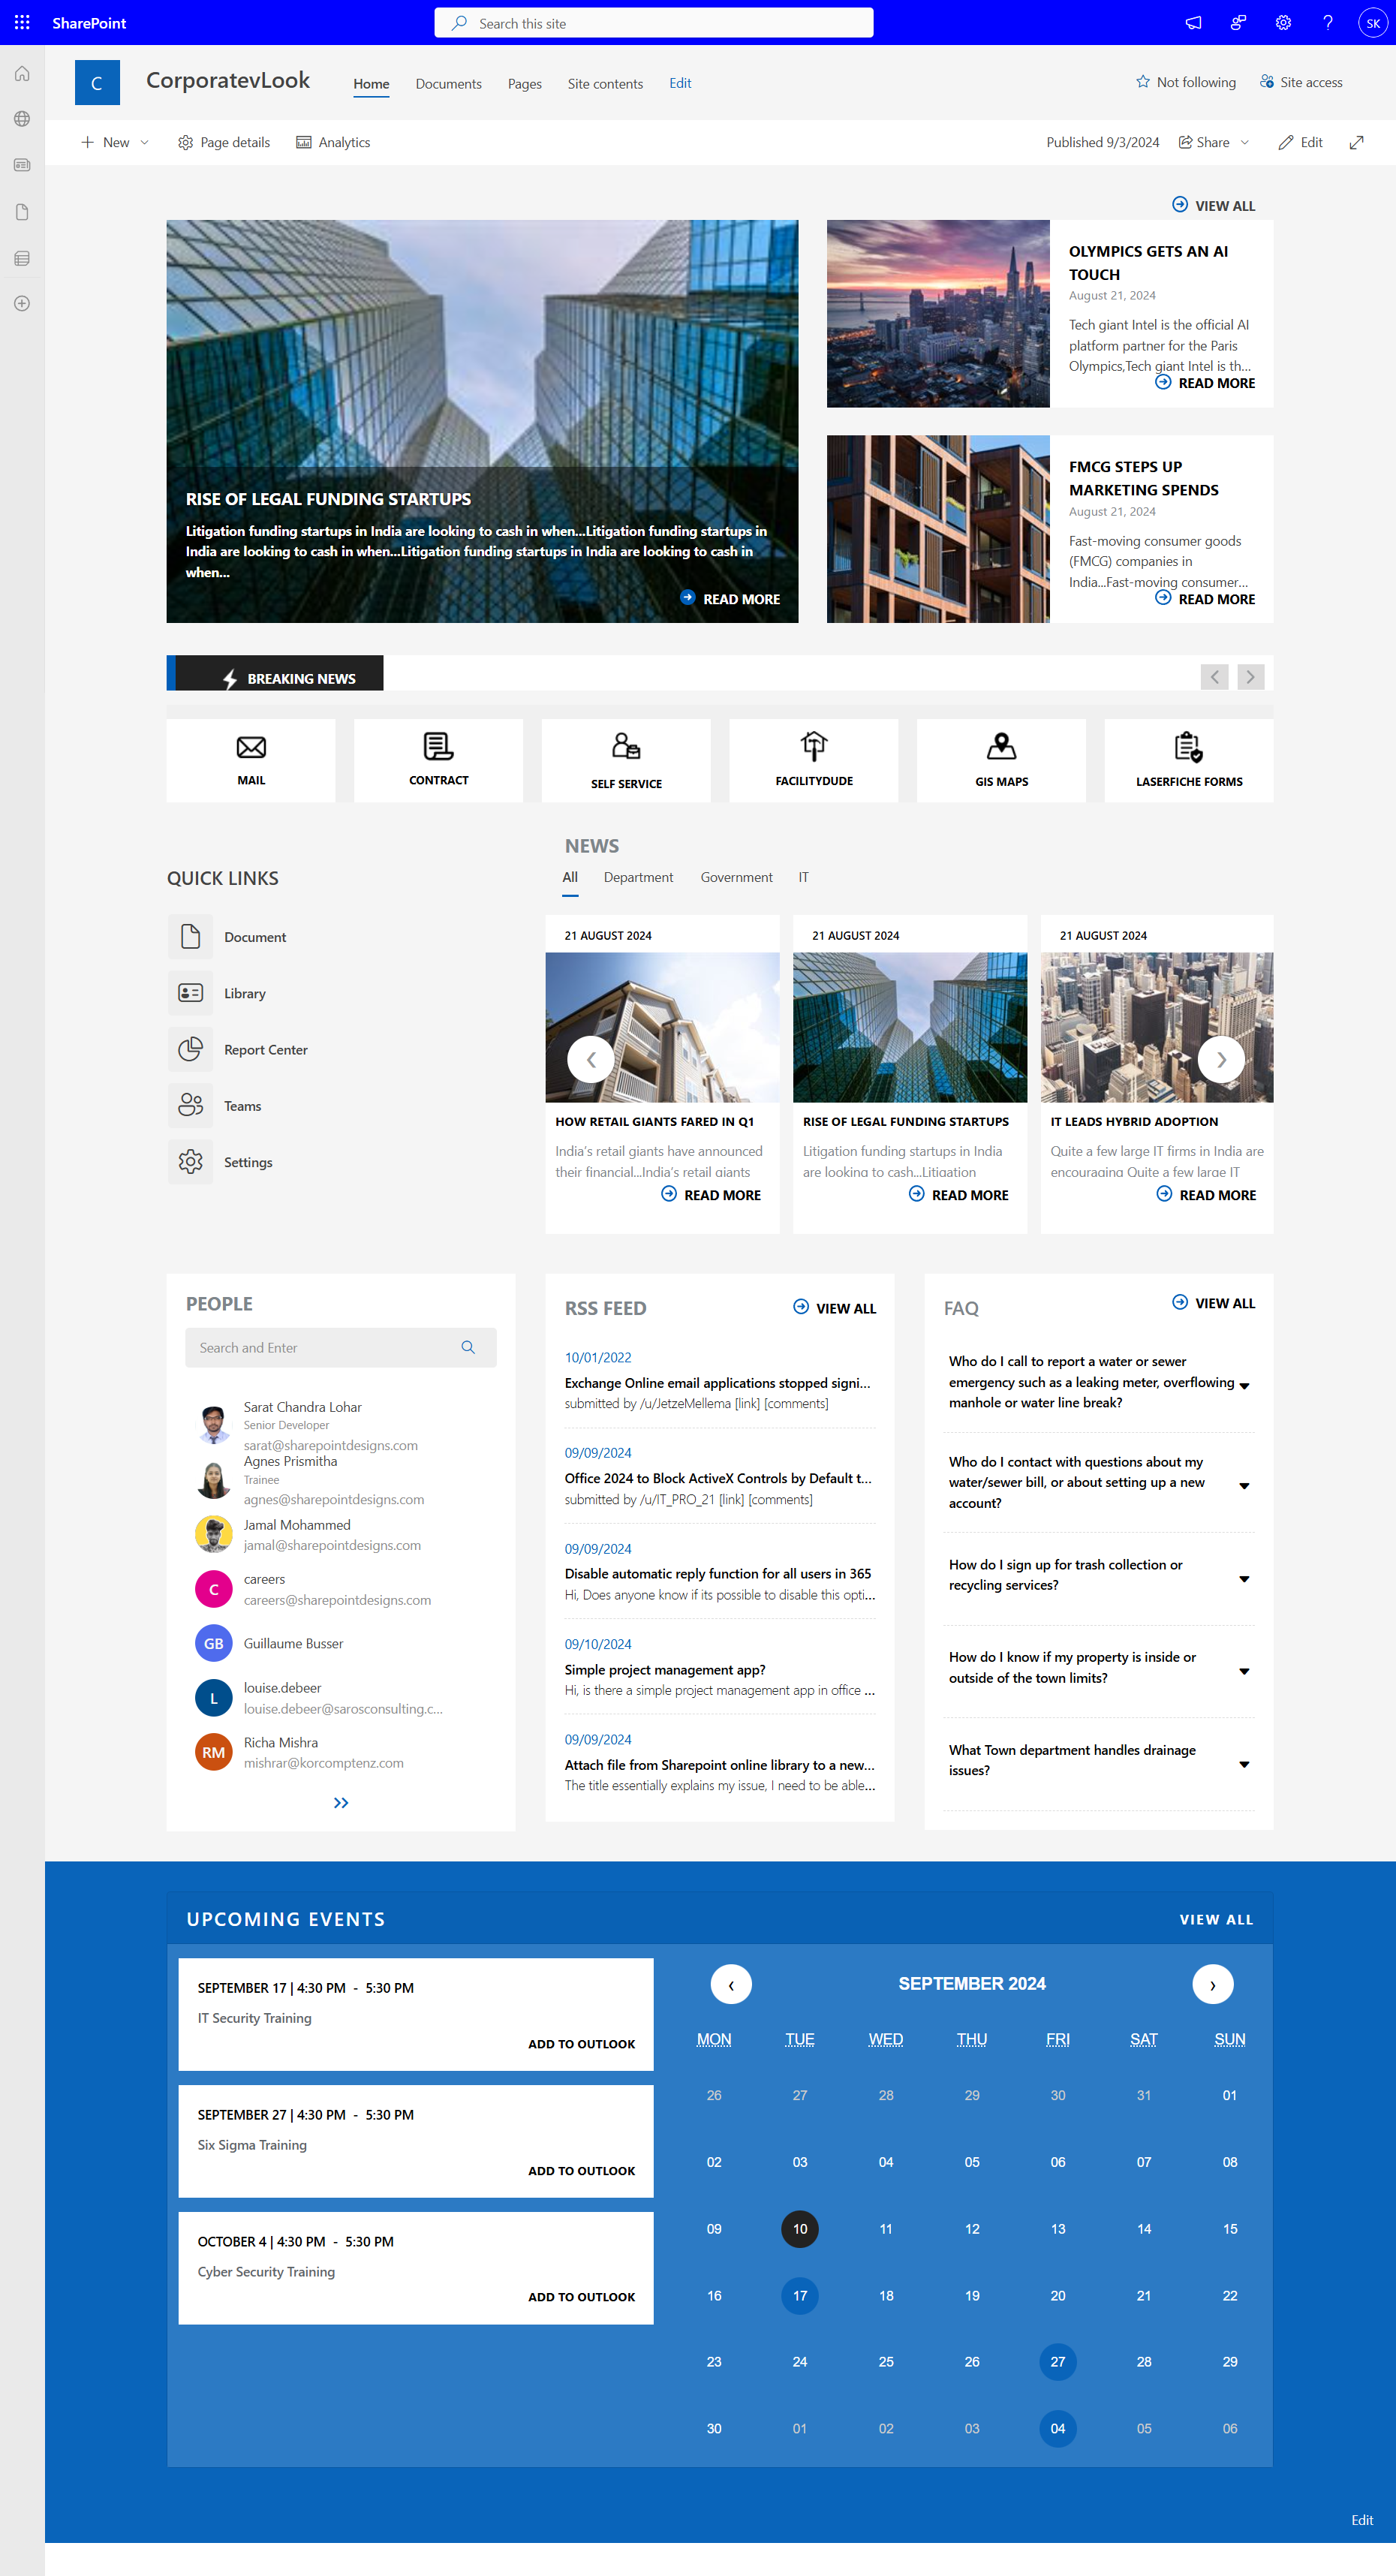 SharePoint
Search this site
SK
C
CorporatevLook
Home
Documents
Pages
Site contents
Edit
Not following
Site access
New
Page details
Analytics
Published 9/3/2024
Share
Edit
VIEW ALL
RISE OF LEGAL FUNDING STARTUPS
Litigation funding startups in India are looking to cash in when...Litigation funding startups in
India are looking to cash in when...Litigation funding startups in India are looking to cash in
when...
READ MORE
OLYMPICS GETS AN AI
TOUCH
August 21, 2024
Tech giant Intel is the official AI
platform partner for the Paris
Olympics,Tech giant Intel is th...
READ MORE
FMCG STEPS UP
MARKETING SPENDS
August 21, 2024
Fast-moving consumer goods
(FMCG) companies in
India...Fast-moving consumer...
READ MORE
BREAKING NEWS
MAIL
CONTRACT
SELF SERVICE
FACILITYDUDE
GIS MAPS
LASERFICHE FORMS
QUICK LINKS
Document
Library
Report Center
Teams
Settings
NEWS
All
Department
Government
IT
21 AUGUST 2024
HOW RETAIL GIANTS FARED IN Q1
India's retail giants have announced
their financial...India's retail giants
READ MORE
21 AUGUST 2024
RISE OF LEGAL FUNDING STARTUPS
Litigation funding startups in India
are looking to cash...Litigation
READ MORE
21 AUGUST 2024
IT LEADS HYBRID ADOPTION
Quite a few large IT firms in India are
encouraging Quite a few large IT
READ MORE
PEOPLE
Search and Enter
Sarat Chandra Lohar
Senior Developer
sarat@sharepointdesigns.com
Agnes Prismitha
Trainee
agnes@sharepointdesigns.com
Jamal Mohammed
jamal@sharepointdesigns.com
C
careers
careers@sharepointdesigns.com
GB
Guillaume Busser
L
louise.debeer
louise.debeer@sarosconsulting.c...
RM
Richa Mishra
mishrar@korcomptenz.com
RSS FEED
VIEW ALL
10/01/2022
Exchange Online email applications stopped signi...
submitted by /u/JetzeMellema [link] [comments]
09/09/2024
Office 2024 to Block ActiveX Controls by Default t...
submitted by /u/IT_PRO_21 [link] [comments]
09/09/2024
Disable automatic reply function for all users in 365
Hi, Does anyone know if its possible to disable this opti...
09/10/2024
Simple project management app?
Hi, is there a simple project management app in office ...
09/09/2024
Attach file from Sharepoint online library to a new...
The title essentially explains my issue, I need to be able...
FAQ
VIEW ALL
Who do I call to report a water or sewer
emergency such as a leaking meter, overflowing
manhole or water line break?
Who do I contact with questions about my
water/sewer bill, or about setting up a new
account?
How do I sign up for trash collection or
recycling services?
How do I know if my property is inside or
outside of the town limits?
What Town department handles drainage
issues?
UPCOMING EVENTS
VIEW ALL
SEPTEMBER 17 | 4:30 PM - 5:30 PM
IT Security Training
ADD TO OUTLOOK
SEPTEMBER 27 | 4:30 PM - 5:30 PM
Six Sigma Training
ADD TO OUTLOOK
OCTOBER 4 | 4:30 PM - 5:30 PM
Cyber Security Training
ADD TO OUTLOOK
SEPTEMBER 2024
MON TUE WED THU FRI SAT SUN
26 27 28 29 30 31 01
02 03 04 05 06 07 08
09 10 11 12 13 14 15
16 17 18 19 20 21 22
23 24 25 26 27 28 29
30 01 02 03 04 05 06
Edit